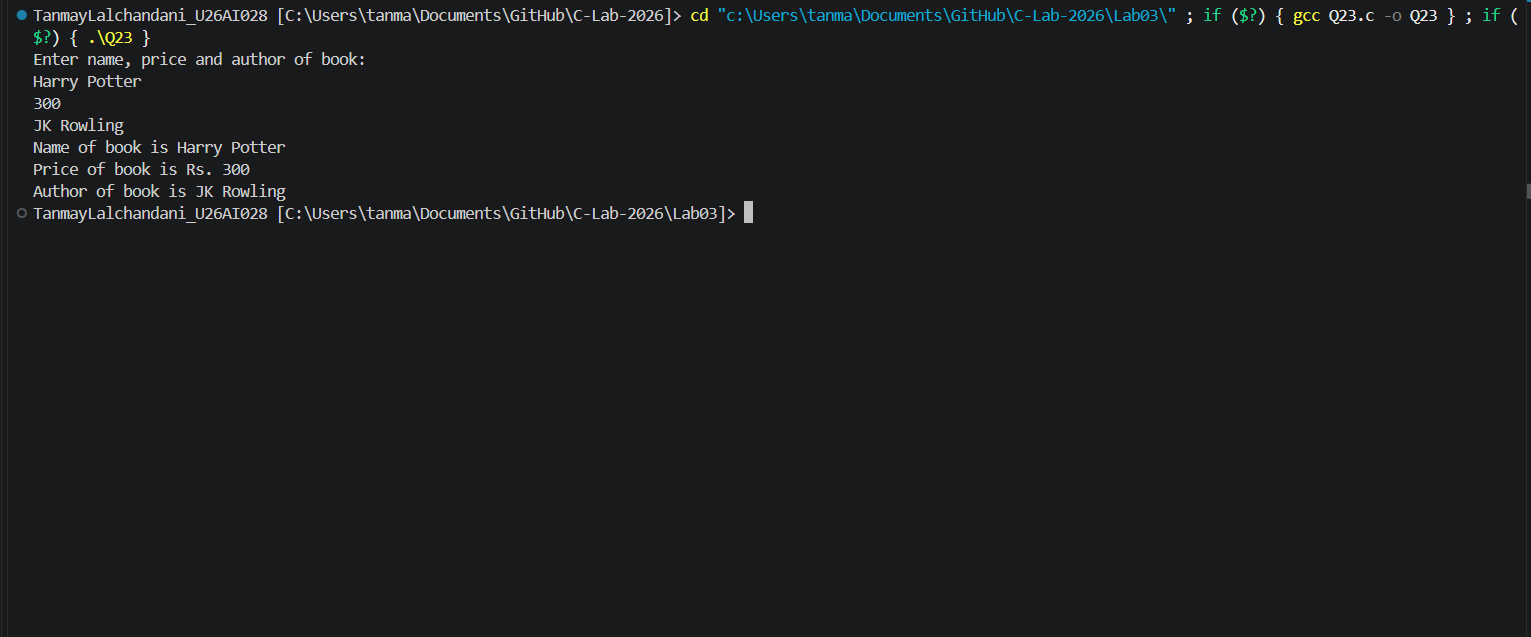 TanmayLalchandani_U26AI028 [C:\Users\tanma\Documents\GitHub\C-Lab-2026]> cd "c:\Users\tanma\Documents\GitHub\C-Lab-2026\Lab03\" ; if ($?) { gcc Q23.c -o Q23 } ; if (
$?) { .\Q23 }
Enter name, price and author of book:
Harry Potter
300
JK Rowling
Name of book is Harry Potter
Price of book is Rs. 300
Author of book is JK Rowling
TanmayLalchandani_U26AI028 [C:\Users\tanma\Documents\GitHub\C-Lab-2026\Lab03]>